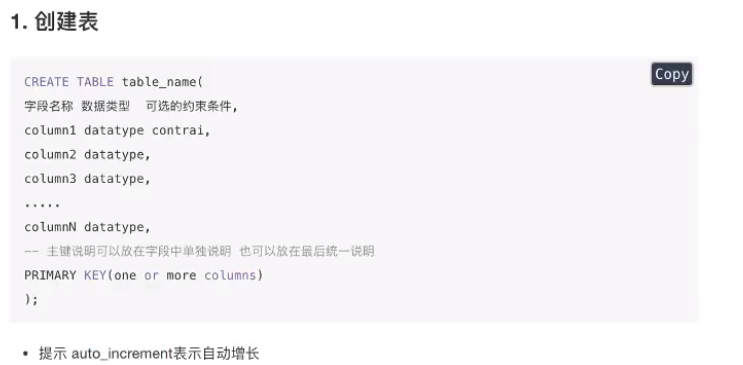 1. 创建表
Copy
CREATE TABLE table_name(
字段名称 数据类型 可选的约束条件,
column1 datatype contrai,
column2 datatype,
column3 datatype,
.....
columnN datatype,
-- 主键说明可以放在字段中单独说明 也可以放在最后统一说明
PRIMARY KEY(one or more columns)
);
• 提示 auto_increment表示自动增长